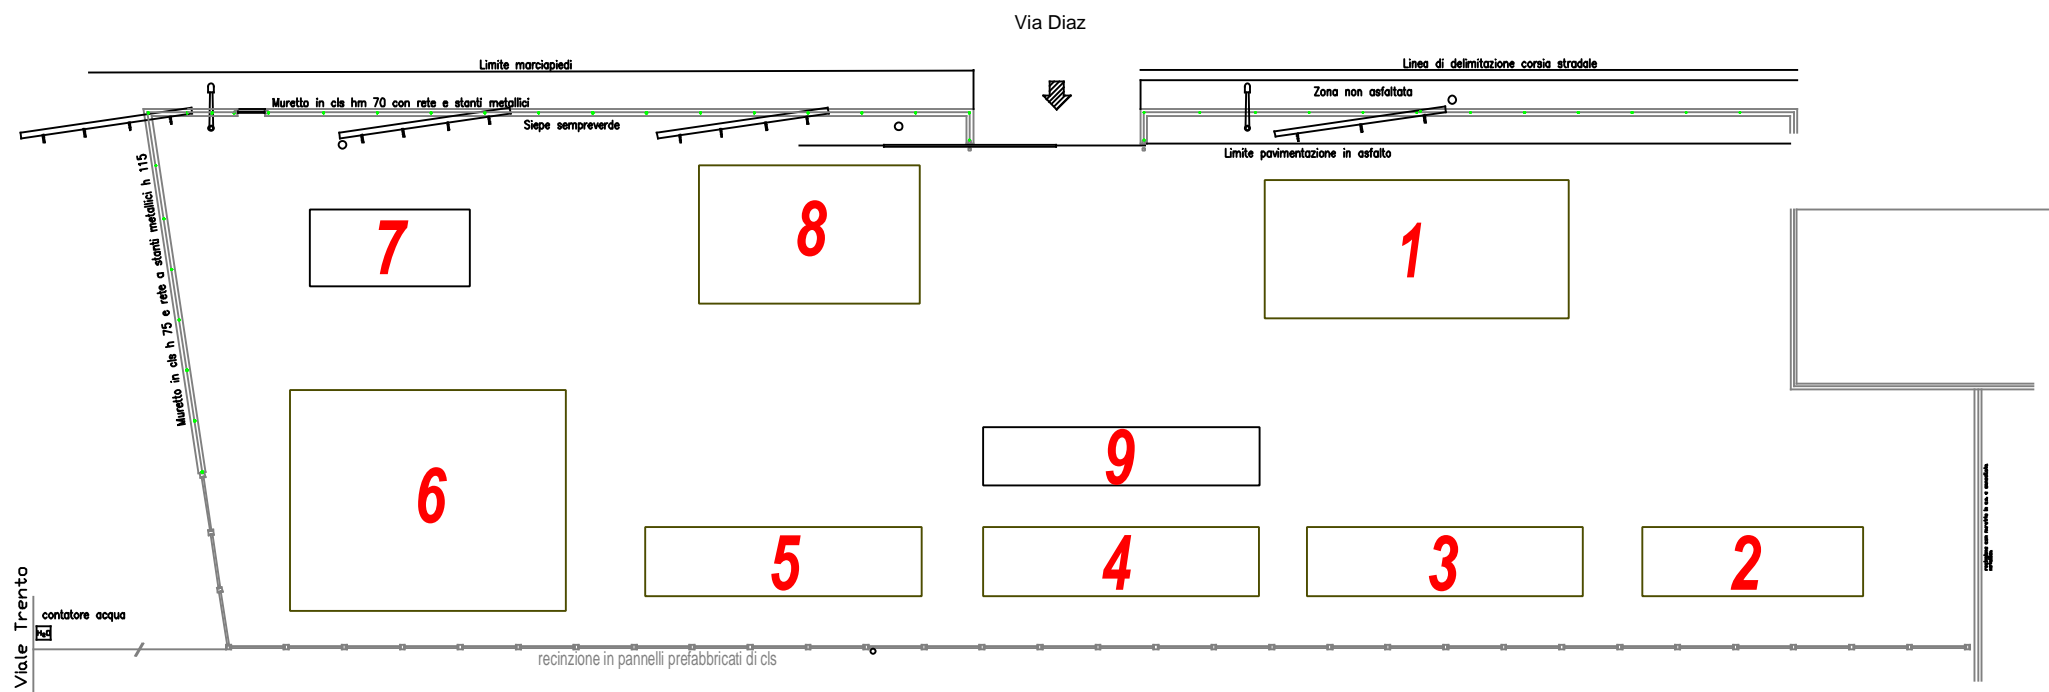 Via Diaz
Limite marciapiedi
Linea di delimitazione corsia stradale
Zona non asfaltata
Muretto in cls hm 70 con rete e stanti metallici
Siepe sempreverde
Limite pavimentazione in asfalto
Muretto in cls h 75 e rete a stanti metallici h 115
7
8
1
6
9
5
4
3
2
Viale Trento
contatore acqua
H₂O
recinzione in pannelli prefabbricati di cls